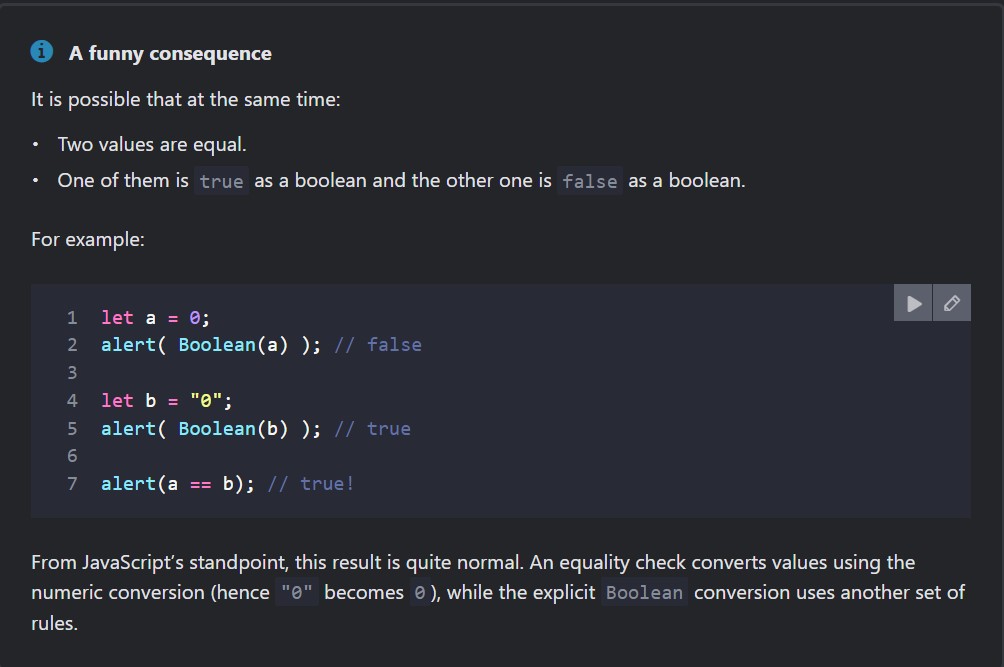 A funny consequence
It is possible that at the same time:
• Two values are equal.
• One of them is true as a boolean and the other one is false as a boolean.
For example:
1 let a = 0;
2 alert( Boolean(a) ); // false
3
4 let b = "0";
5 alert( Boolean(b) ); // true
6
7 alert(a == b); // true!
From JavaScript’s standpoint, this result is quite normal. An equality check converts values using the
numeric conversion (hence "0" becomes 0), while the explicit Boolean conversion uses another set of
rules.